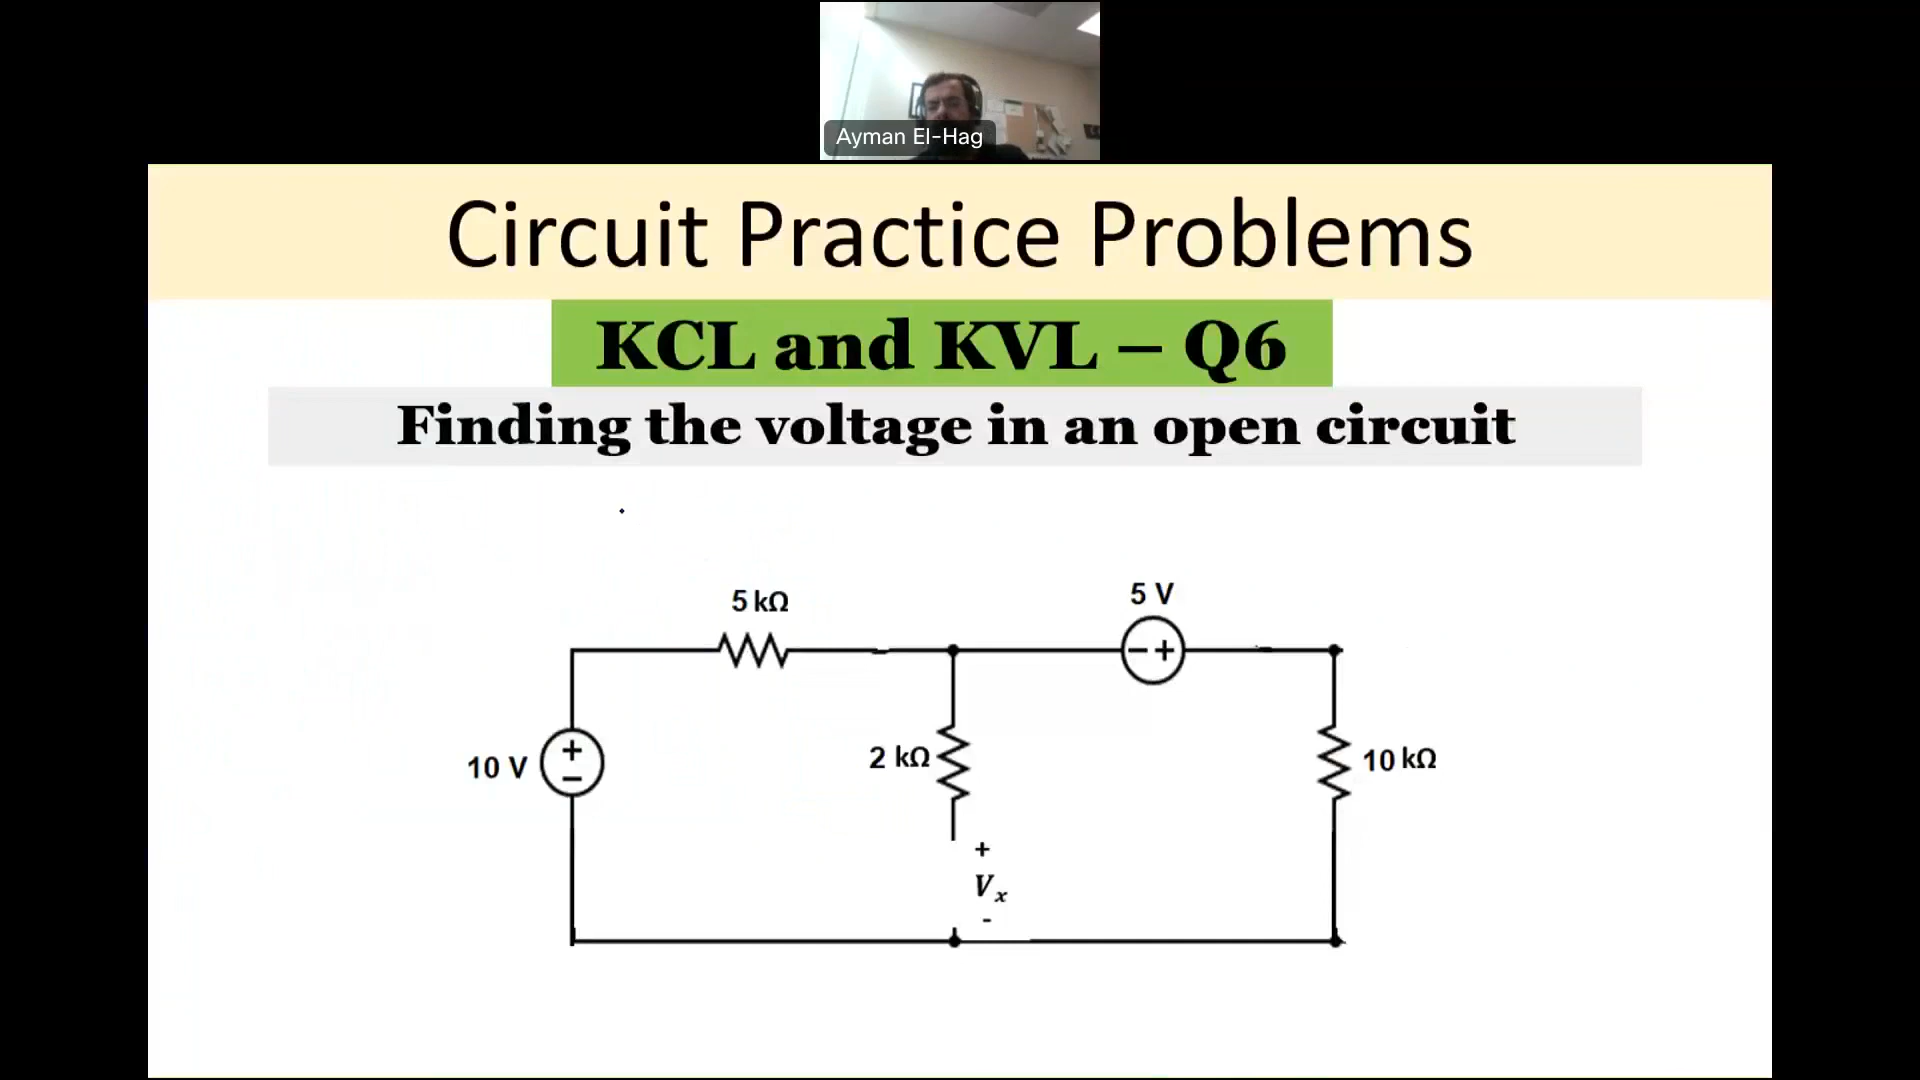 Ayman El-Hag
Circuit Practice Problems
KCL and KVL – Q6
Finding the voltage in an open circuit
5 kΩ
5 V
- +
10 V
+
-
2 kΩ
10 kΩ
+
Vx
-